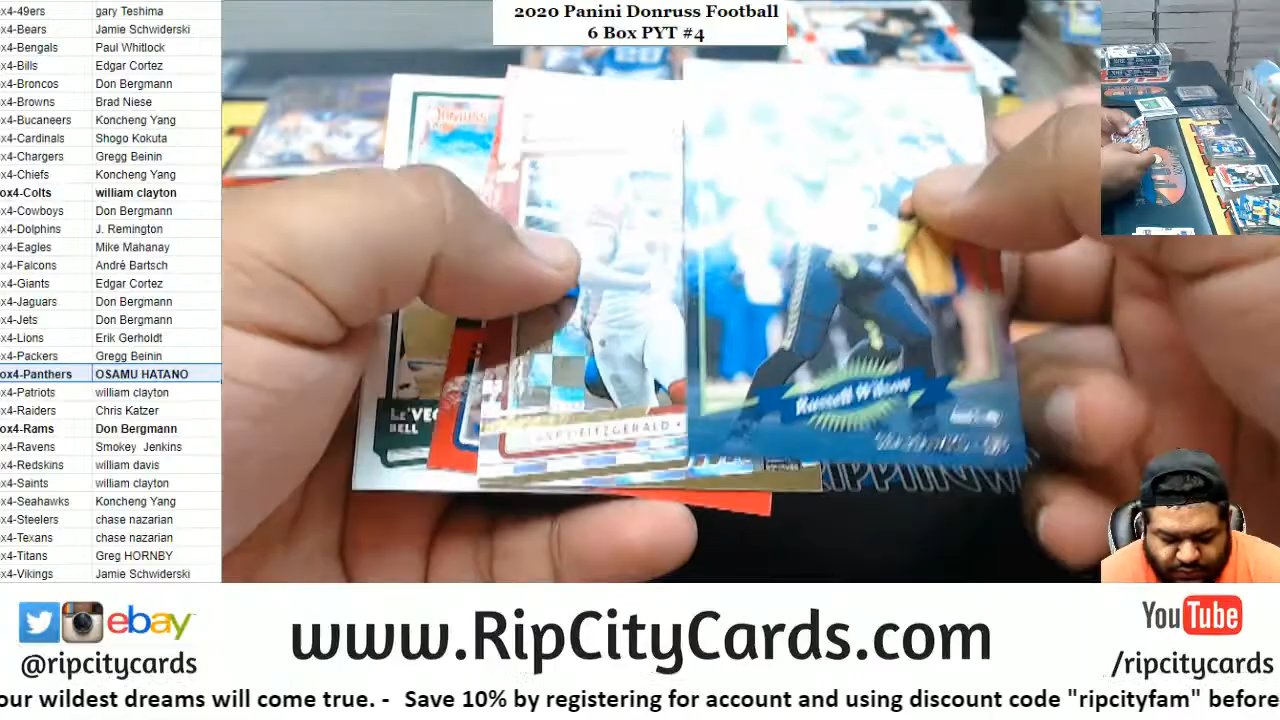 2020 Panini Donruss Football
6 Box PYT #4
x4-49ers gary Teshima
x4-Bears Jamie Schwiderski
x4-Bengals Paul Whitlock
x4-Bills Edgar Cortez
x4-Broncos Don Bergmann
x4-Browns Brad Niese
x4-Bucaneers Koncheng Yang
x4-Cardinals Shogo Kokuta
x4-Chargers Gregg Beinin
x4-Chiefs Koncheng Yang
ox4-Colts william clayton
x4-Cowboys Don Bergmann
x4-Dolphins J. Remington
x4-Eagles Mike Mahanay
x4-Falcons André Bartsch
x4-Giants Edgar Cortez
x4-Jaguars Don Bergmann
x4-Jets Don Bergmann
x4-Lions Erik Gerholdt
x4-Packers Gregg Beinin
ox4-Panthers OSAMU HATANO
x4-Patriots william clayton
x4-Raiders Chris Katzer
ox4-Rams Don Bergmann
x4-Ravens Smokey Jenkins
x4-Redskins william davis
x4-Saints william clayton
x4-Seahawks Koncheng Yang
x4-Steelers chase nazarian
x4-Texans chase nazarian
x4-Titans Greg HORNBY
x4-Vikings Jamie Schwiderski
DONRUSS
LE'VEO
BELL
FITZGERALD
Russell Wilson
ebay
@ripcitycards
www.RipCityCards.com
YouTube
/ripcitycards
our wildest dreams will come true. - Save 10% by registering for account and using discount code "ripcityfam" before